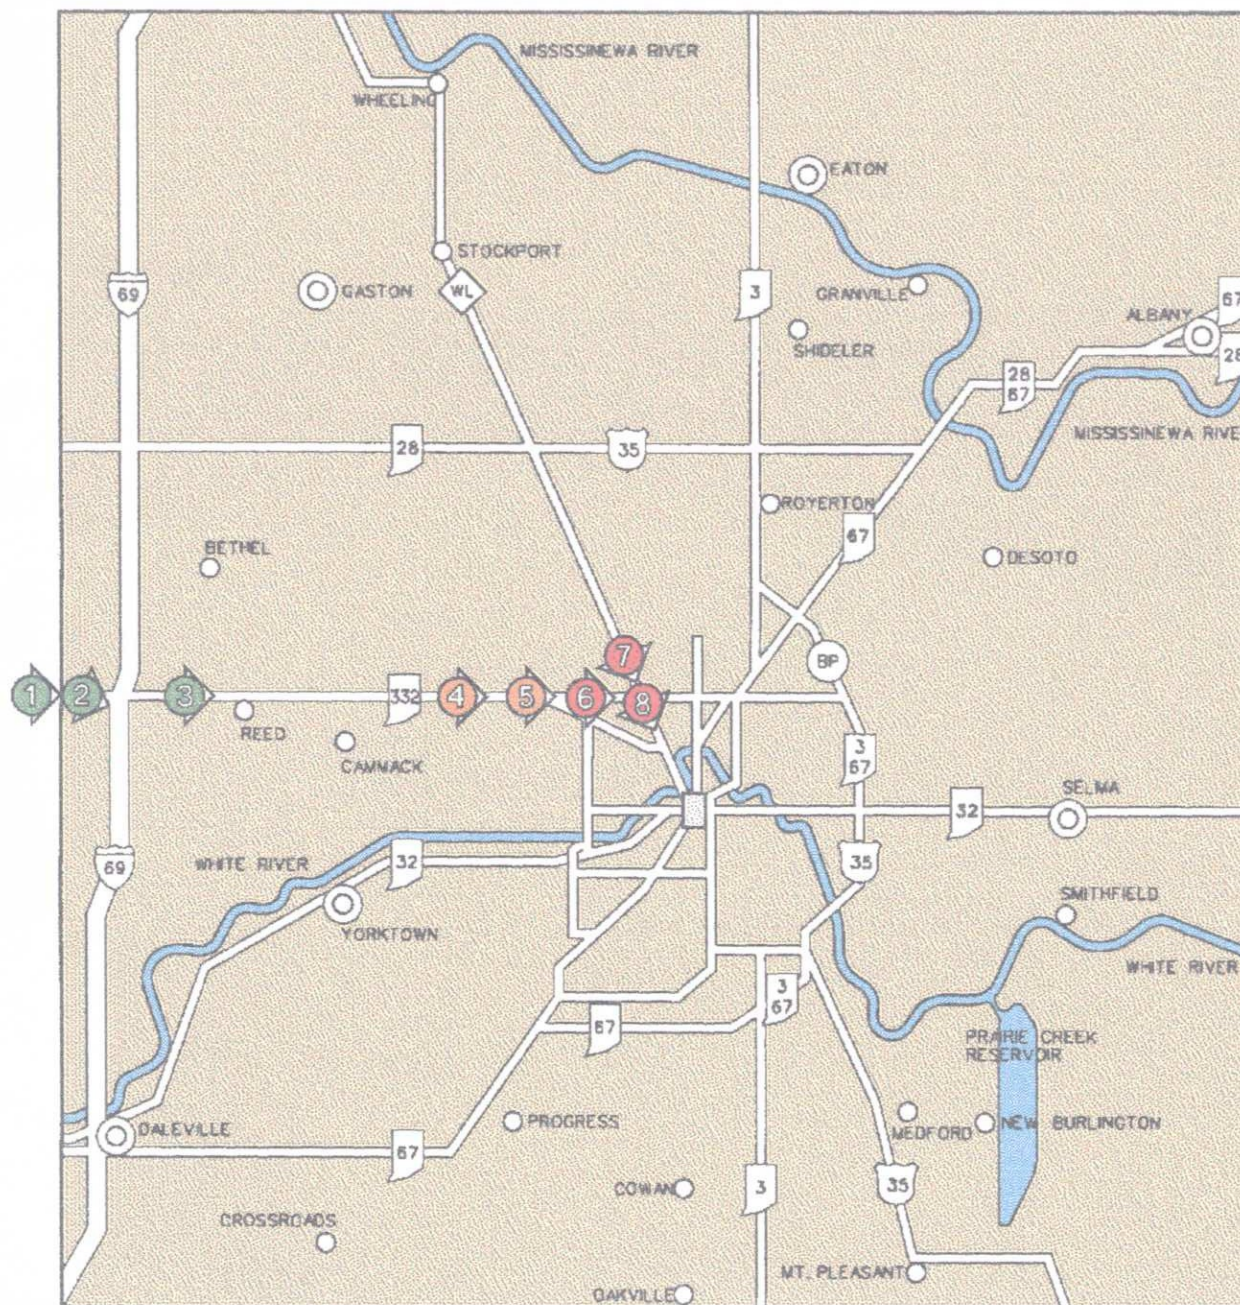 MISSISSINEWA RIVER
WHEELING
EATON
STOCKPORT
69
GASTON
WL
3
GRANVILLE
67
ALBANY
SHIDELER
28
28
67
MISSISSINEWA RIVE
28
35
ROYERTON
67
BETHEL
DESOTO
7
BP
1
2
3
332
4
5
6
8
REED
CAMMACK
3
67
SELMA
32
WHITE RIVER
32
69
35
SMITHFIELD
YORKTOWN
WHITE RIVER
3
67
67
PRAIRIE CREEK
RESERVOIR
DALEVILLE
PROGRESS
MEDFORD
NEW BURLINGTON
67
COWAN
3
35
CROSSROADS
MT. PLEASANT
OAKVILLE